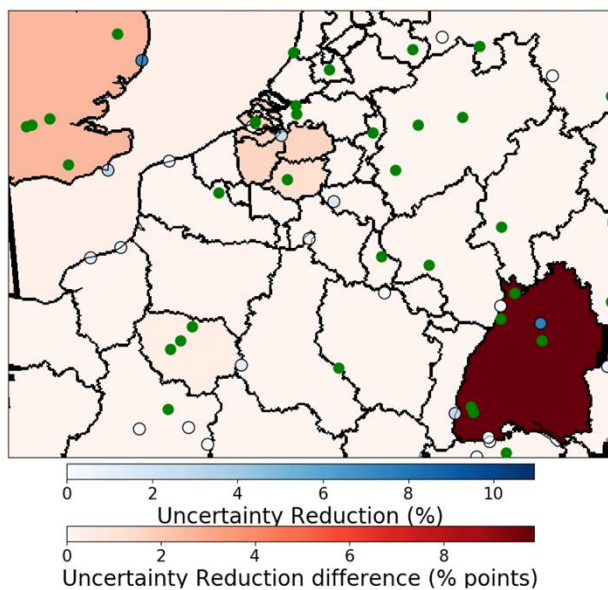 0 2 4 6 8 10
Uncertainty Reduction (%)
0 2 4 6 8
Uncertainty Reduction difference (% points)